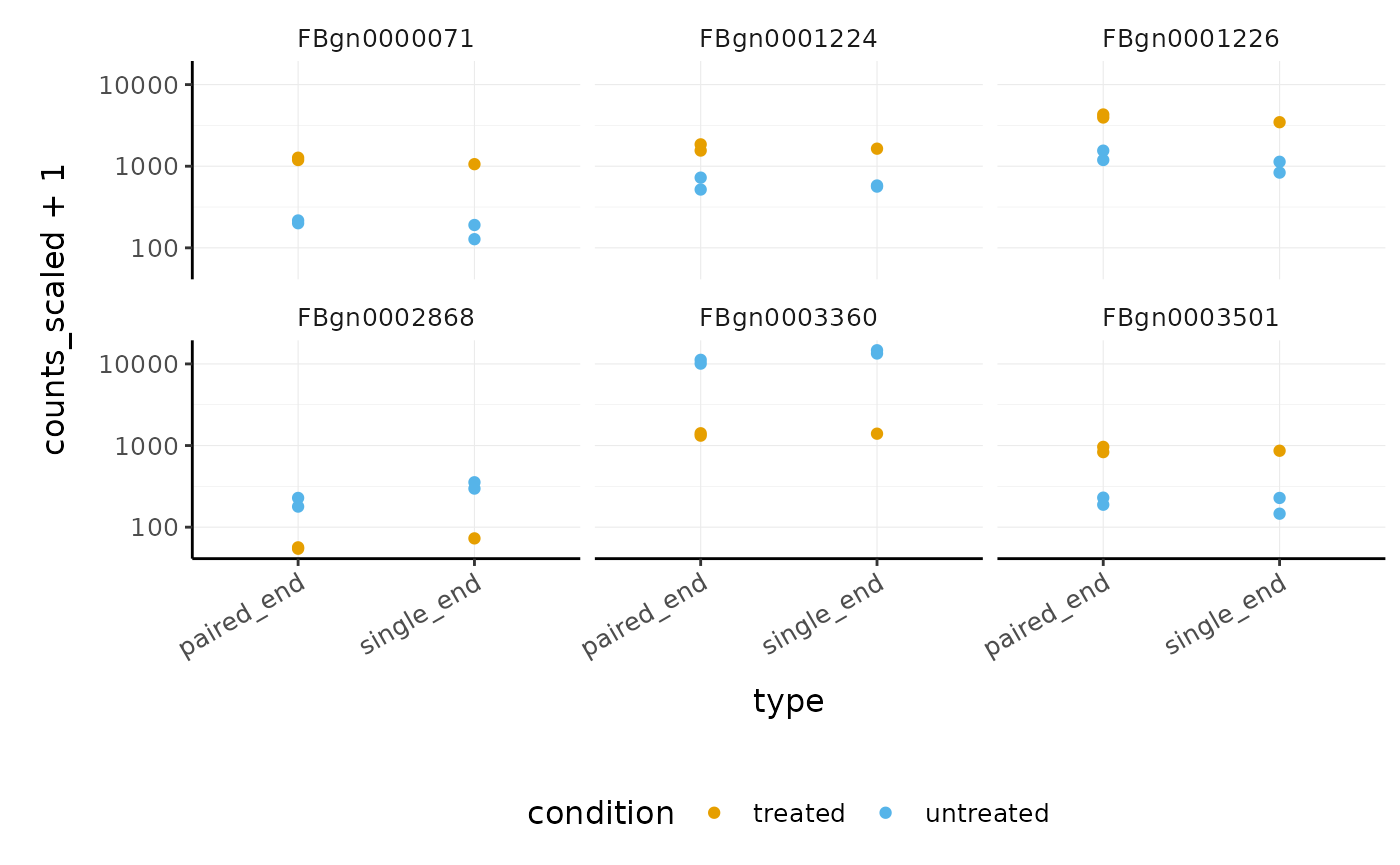 FBgn0000071 FBgn0001224 FBgn0001226
10000
1000
100
counts_scaled + 1
FBgn0002868 FBgn0003360 FBgn0003501
10000
1000
100
paired_end single_end paired_end single_end paired_end single_end
type
condition treated untreated